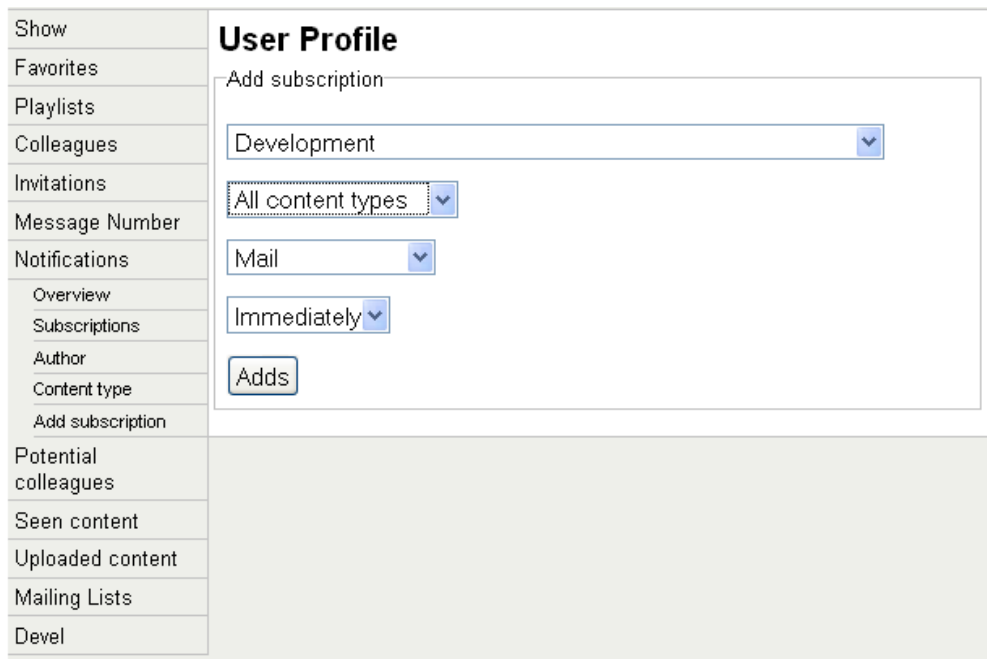 Show
Favorites
Playlists
Colleagues
Invitations
Message Number
Notifications
Overview
Subscriptions
Author
Content type
Add subscription
Potential
colleagues
Seen content
Uploaded content
Mailing Lists
Devel
User Profile
Add subscription
Development
All content types
Mail
Immediately
Adds